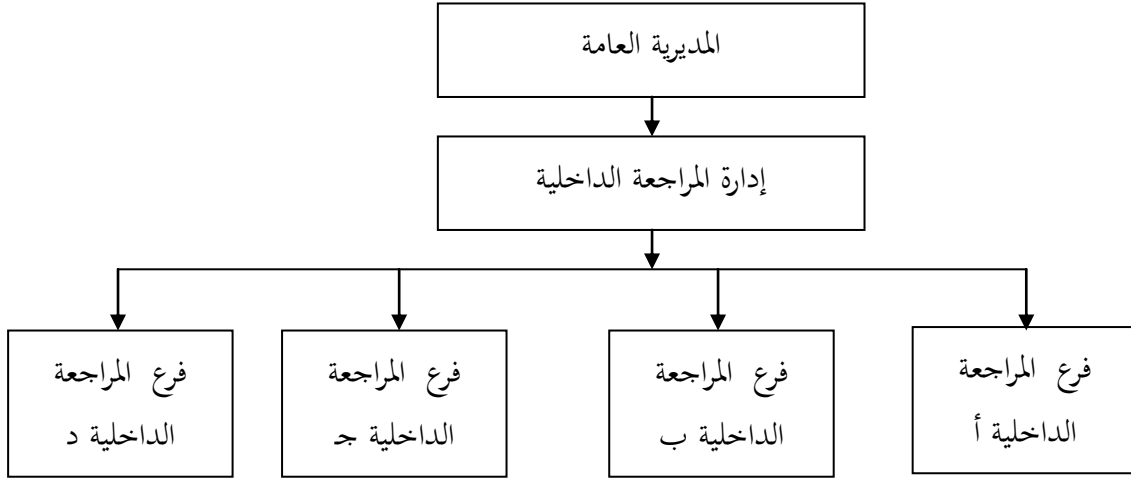 المديرية العامة
إدارة المراجعة الداخلية
فرع المراجعة
الداخلية أ
فرع المراجعة
الداخلية ب
فرع المراجعة
الداخلية جـ
فرع المراجعة
الداخلية د